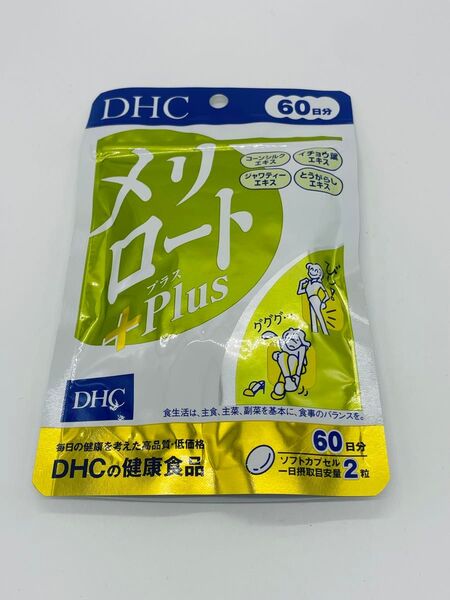 DHC
60日分
メリ
ロート
プラス
+Plus
コーンシルク
エキス
イチョウ葉
エキス
ジャワティー
エキス
とうがらし
エキス
ググググ…
DHC
食生活は、主食、主菜、副菜を基本に、食事のバランスを。
毎日の健康を考えた高品質・低価格
DHCの健康食品
60日分
ソフトカプセル
一日摂取目安量2粒